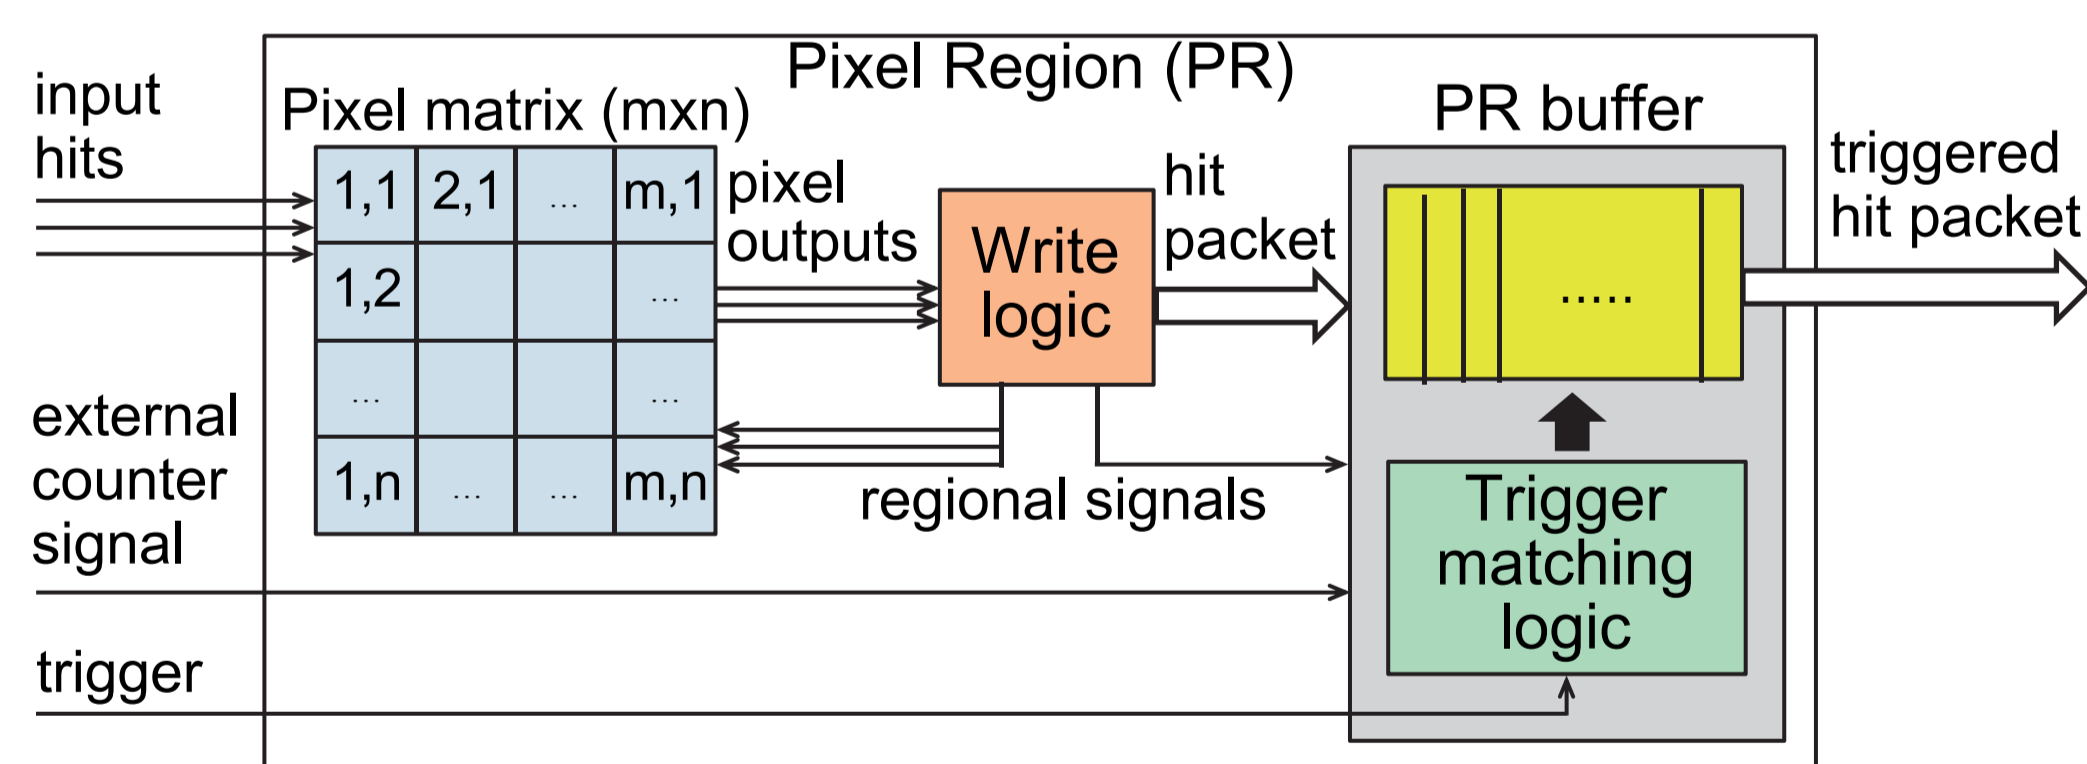 Pixel Region (PR)
input
hits
Pixel matrix (mxn)
1,1 2,1 ... m,1
1,2 ...
... ...
1,n ... ... m,n
pixel
outputs
Write
logic
hit
packet
PR buffer
.....
triggered
hit packet
regional signals
Trigger
matching
logic
external
counter
signal
trigger